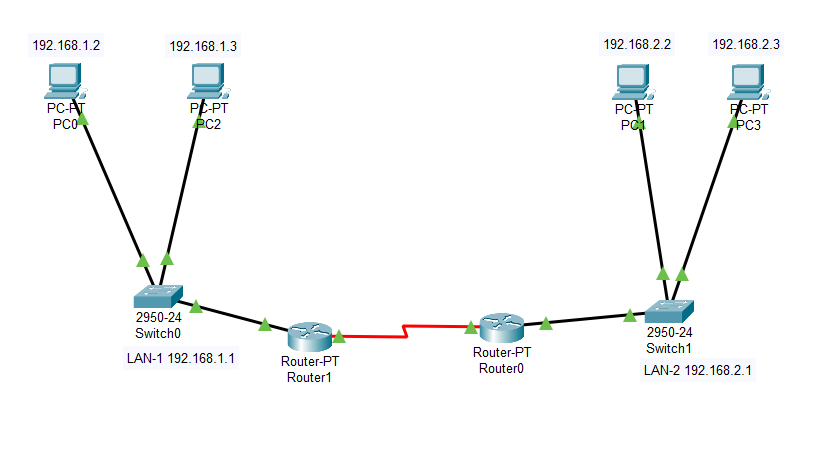 192.168.1.2
192.168.1.3
192.168.2.2
192.168.2.3
PC-PT
PC0
PC-PT
PC2
PC-PT
PC1
PC-PT
PC3
2950-24
Switch0
LAN-1 192.168.1.1
Router-PT
Router1
Router-PT
Router0
2950-24
Switch1
LAN-2 192.168.2.1